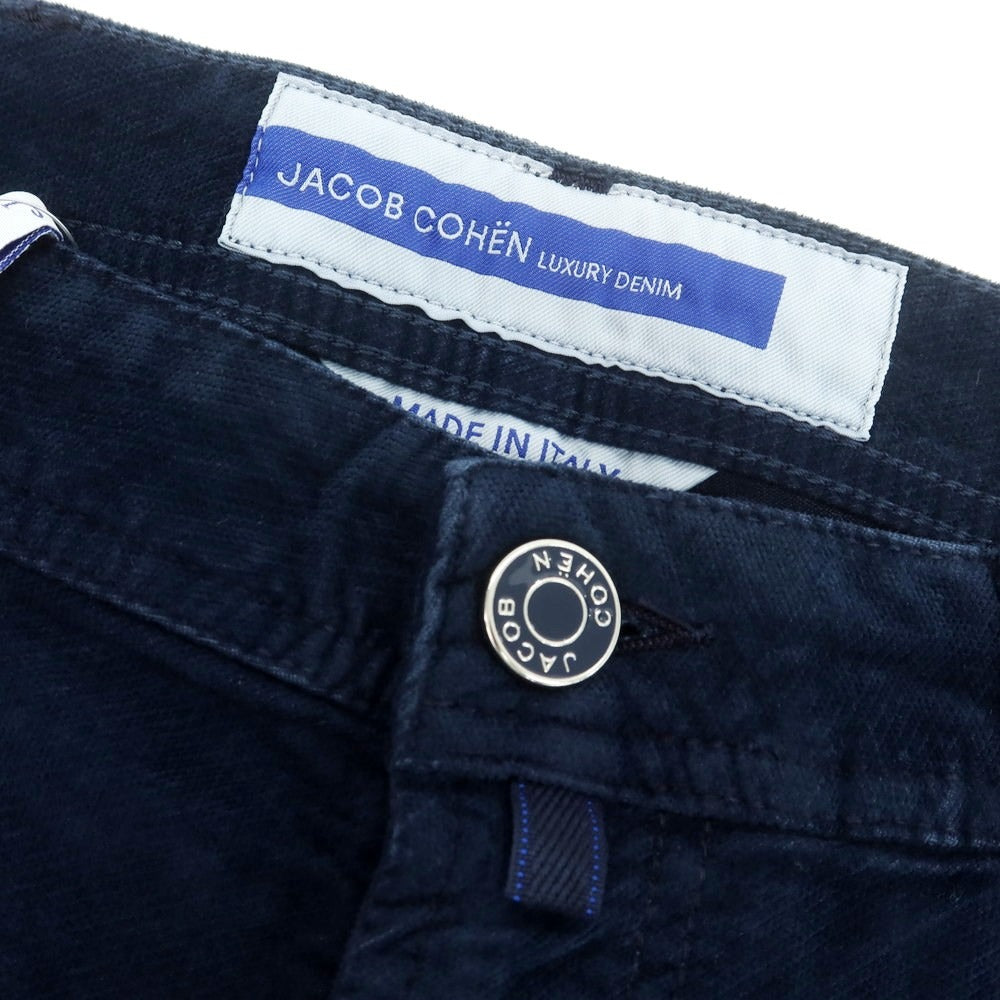 JACOB COHËN LUXURY DENIM
MADE IN ITALY
JACOB COHËN